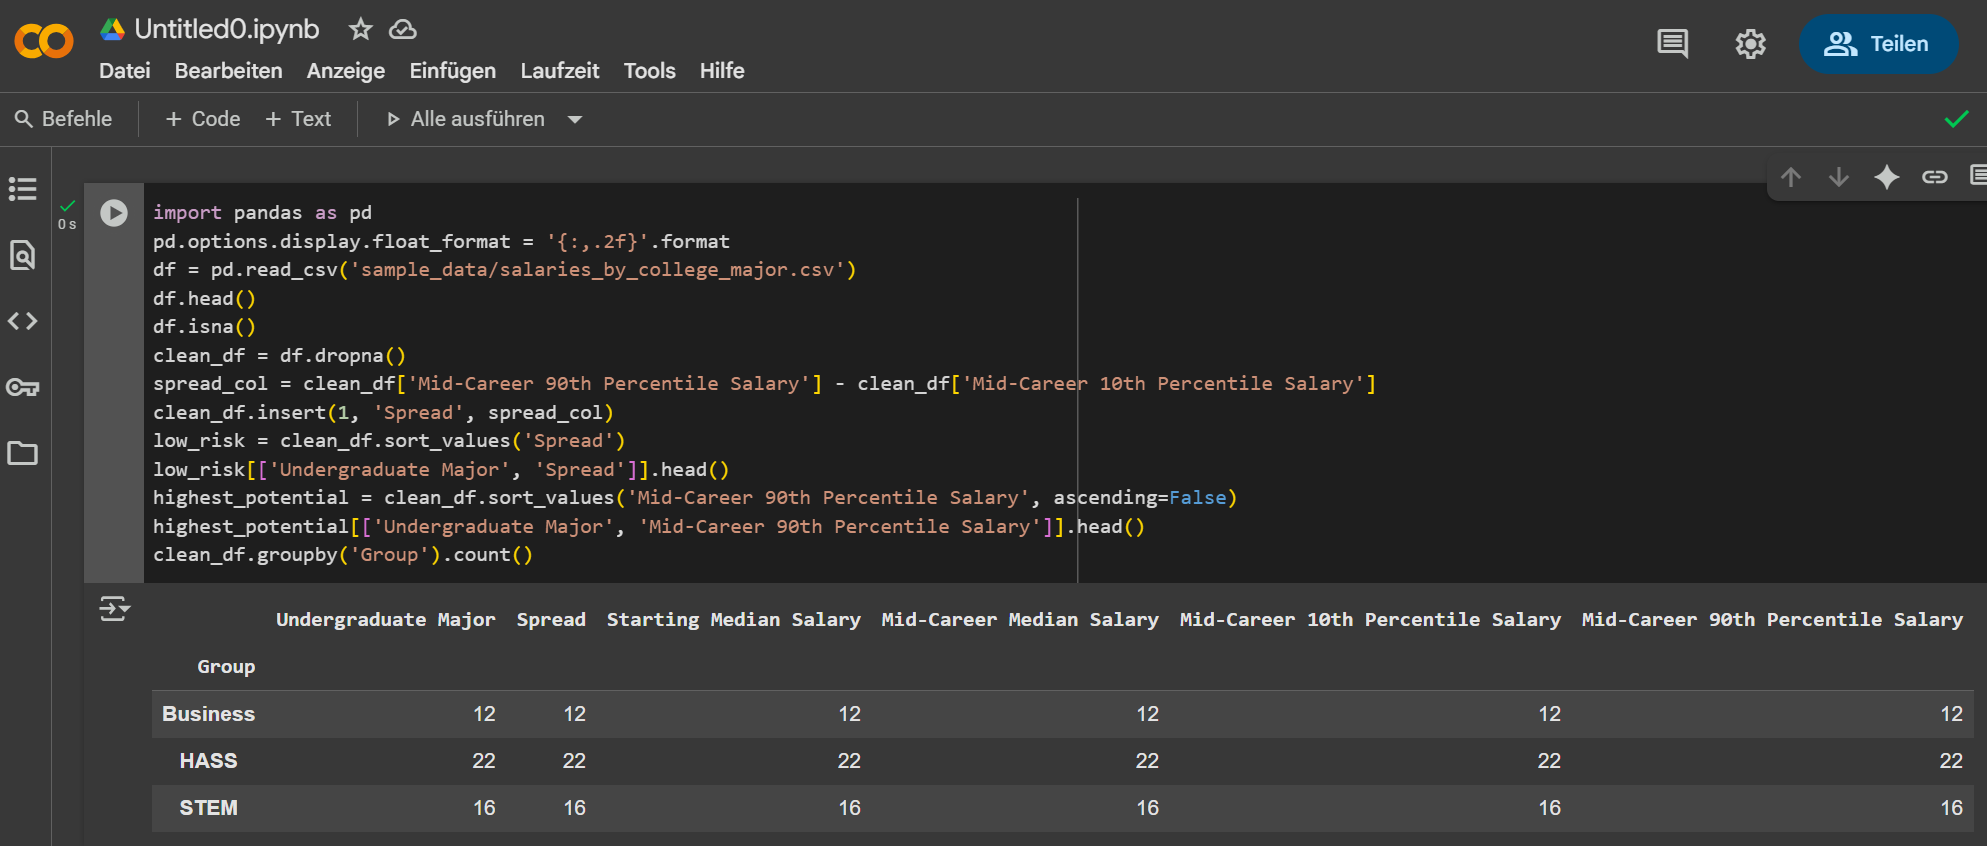 Untitled0.ipynb
Datei Bearbeiten Anzeige Einfügen Laufzeit Tools Hilfe
Teilen
Befehle + Code + Text Alle ausführen
0 s
import pandas as pd
pd.options.display.float_format = '{:,.2f}'.format
df = pd.read_csv('sample_data/salaries_by_college_major.csv')
df.head()
df.isna()
clean_df = df.dropna()
spread_col = clean_df['Mid-Career 90th Percentile Salary'] - clean_df['Mid-Career 10th Percentile Salary']
clean_df.insert(1, 'Spread', spread_col)
low_risk = clean_df.sort_values('Spread')
low_risk[['Undergraduate Major', 'Spread']].head()
highest_potential = clean_df.sort_values('Mid-Career 90th Percentile Salary', ascending=False)
highest_potential[['Undergraduate Major', 'Mid-Career 90th Percentile Salary']].head()
clean_df.groupby('Group').count()
Undergraduate Major Spread Starting Median Salary Mid-Career Median Salary Mid-Career 10th Percentile Salary Mid-Career 90th Percentile Salary
Group
Business 12 12 12 12 12 12
HASS 22 22 22 22 22 22
STEM 16 16 16 16 16 16